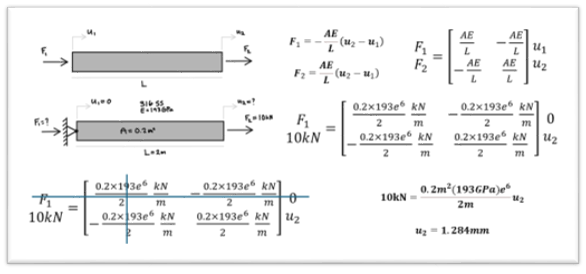 u₁
u₂
F₁
F₂
L
u₁=0
316 SS
E=193GPa
u₂=?
F₁=?
A=0.2m²
F₂=10kN
L=2m
F₁ = − AE/L (u₂ − u₁)
F₂ = AE/L (u₂ − u₁)
F₁ = [ AE/L − AE/L ] u₁
F₂ [ − AE/L AE/L ] u₂
F₁ = [ 0.2×193e⁶/2 kN/m − 0.2×193e⁶/2 kN/m ] 0
10kN [ − 0.2×193e⁶/2 kN/m 0.2×193e⁶/2 kN/m ] u₂
F₁ = [ 0.2×193e⁶/2 kN/m − 0.2×193e⁶/2 kN/m ] 0
10kN [ − 0.2×193e⁶/2 kN/m 0.2×193e⁶/2 kN/m ] u₂
10kN = 0.2m²(193GPa)e⁶/2m u₂
u₂ = 1.284mm